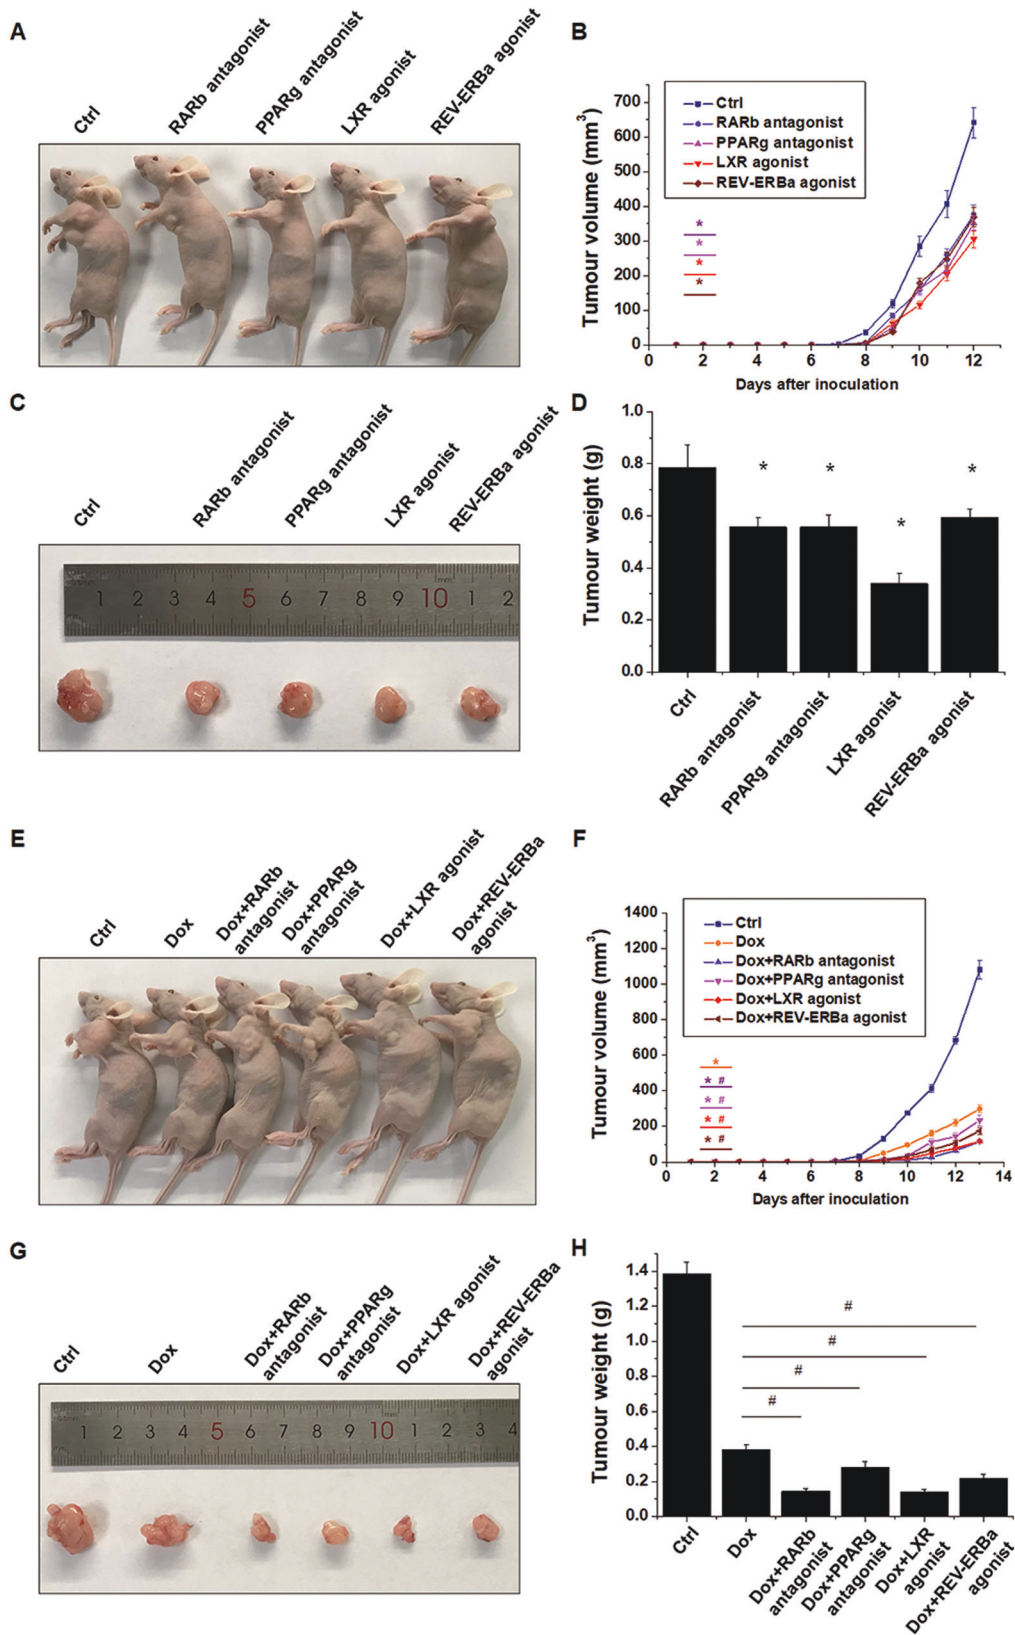 A
Ctrl
RARb antagonist
PPARg antagonist
LXR agonist
REV-ERBa agonist
B
Tumour volume (mm3)
700
600
500
400
300
200
100
0
Ctrl
RARb antagonist
PPARg antagonist
LXR agonist
REV-ERBa agonist
*
*
*
*
0 2 4 6 8 10 12
Days after inoculation
C
Ctrl
RARb antagonist
PPARg antagonist
LXR agonist
REV-ERBa agonist
mm
1 2 3 4 5 6 7 8 9 10 1 2
D
Tumour weight (g)
1.0
0.8
0.6
0.4
0.2
0.0
* * * *
Ctrl
RARb antagonist
PPARg antagonist
LXR agonist
REV-ERBa agonist
E
Ctrl
Dox
Dox+RARb
antagonist
Dox+PPARg
antagonist
Dox+LXR agonist
Dox+REV-ERBa
agonist
F
Tumour volume (mm3)
1400
1200
1000
800
600
400
200
0
Ctrl
Dox
Dox+RARb antagonist
Dox+PPARg antagonist
Dox+LXR agonist
Dox+REV-ERBa agonist
*
* #
* #
* #
* #
0 2 4 6 8 10 12 14
Days after inoculation
G
Ctrl
Dox
Dox+RARb
antagonist
Dox+PPARg
antagonist
Dox+LXR agonist
Dox+REV-ERBa
agonist
mm
1 2 3 4 5 6 7 8 9 10 1 2 3 4
H
Tumour weight (g)
1.4
1.2
1.0
0.8
0.6
0.4
0.2
0.0
#
#
#
#
Ctrl
Dox
Dox+RARb
antagonist
Dox+PPARg
antagonist
Dox+LXR
agonist
Dox+REV-ERBa
agonist